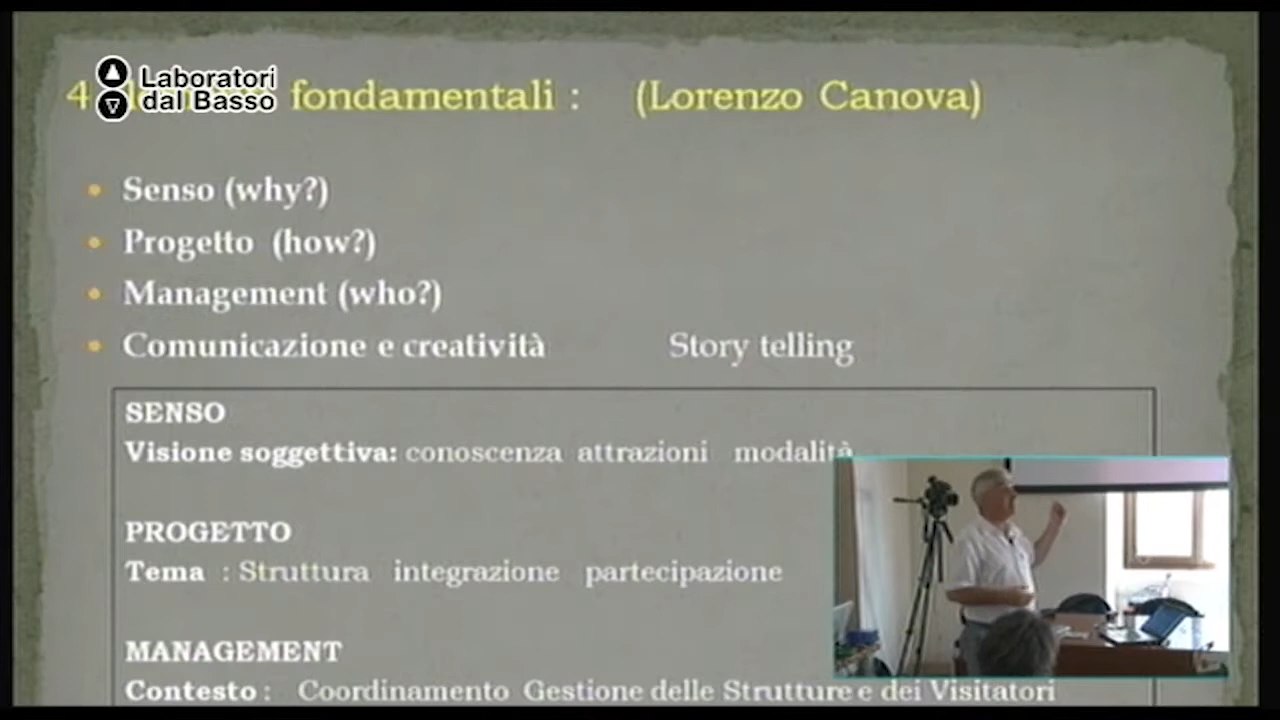 Laboratori
dal Basso
4 fondamentali : (Lorenzo Canova)
• Senso (why?)
• Progetto (how?)
• Management (who?)
• Comunicazione e creatività Story telling
SENSO
Visione soggettiva: conoscenza attrazioni modalità
PROGETTO
Tema : Struttura integrazione partecipazione
MANAGEMENT
Contesto : Coordinamento Gestione delle Strutture e dei Visitatori